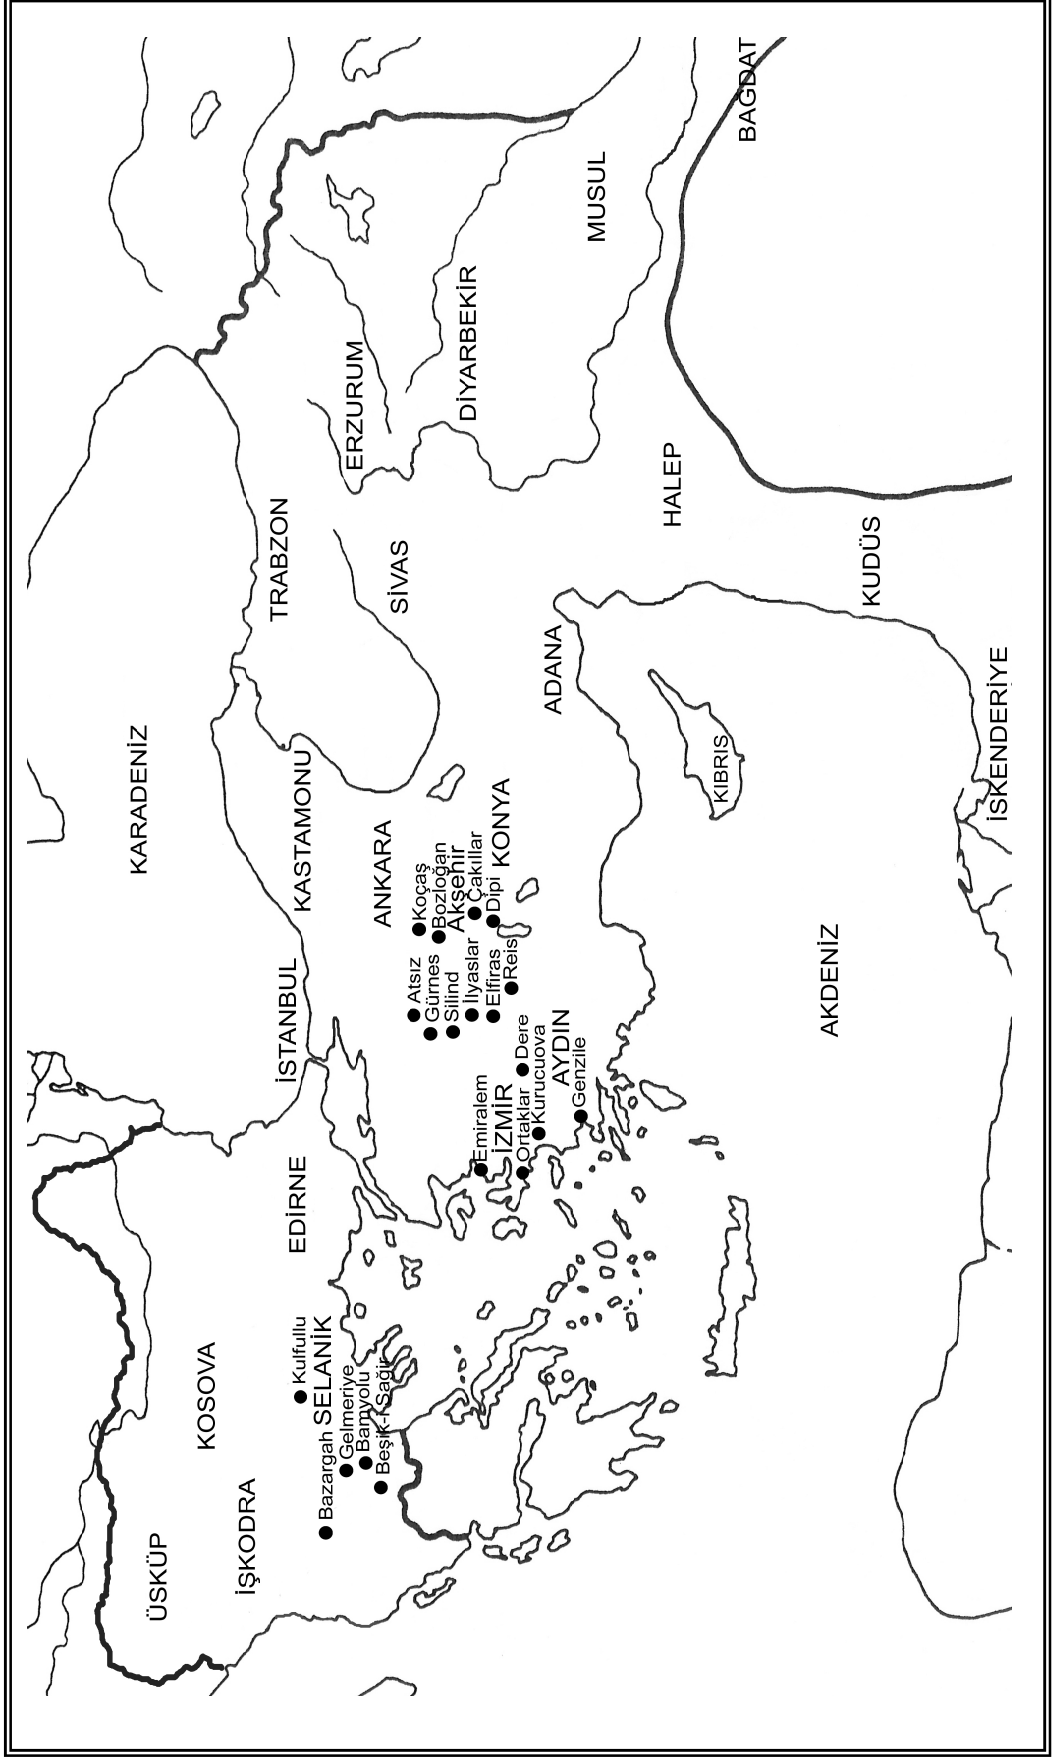 ÜSKÜP
KOSOVA
İŞKODRA
KARADENİZ
EDİRNE
İSTANBUL
KASTAMONU
TRABZON
Kulfullu
SELANİK
Bazargah
Gelmeriye
Bamyolu
Beşik-i Sağir
ANKARA
SİVAS
ERZURUM
Atsız
Koçaş
Gürnes
Bozloğan
Silind
Akşehir
İlyaslar
Çakıllar
Elfiras
Dipi
KONYA
Reis
DİYARBEKİR
Emiralem
İZMİR
Ortaklar
Dere
Kurucuova
AYDIN
Genzile
ADANA
MUSUL
HALEP
KIBRIS
BAĞDAT
AKDENİZ
KUDÜS
İSKENDERİYE